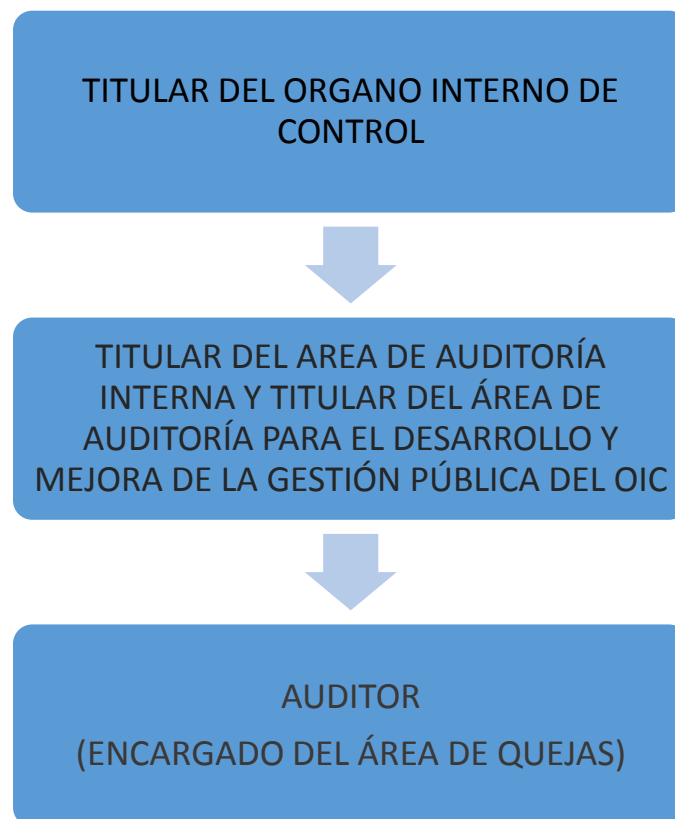 TITULAR DEL ORGANO INTERNO DE
CONTROL
TITULAR DEL AREA DE AUDITORÍA
INTERNA Y TITULAR DEL ÁREA DE
AUDITORÍA PARA EL DESARROLLO Y
MEJORA DE LA GESTIÓN PÚBLICA DEL OIC
AUDITOR
(ENCARGADO DEL ÁREA DE QUEJAS)